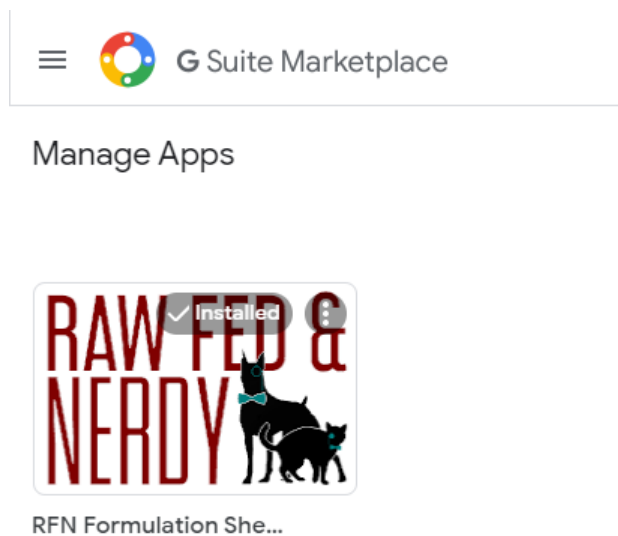 G Suite Marketplace
Manage Apps
Installed
RAW FED &
NERDY
RFN Formulation She...